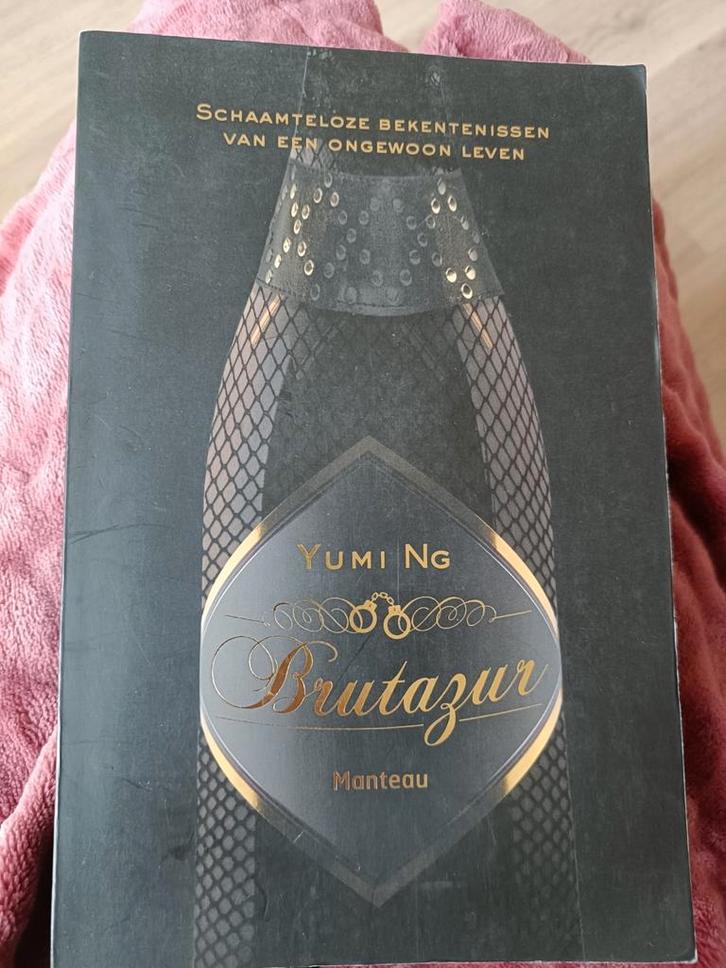 Schaamteloze bekentenissen
van een ongewoon leven
Yumi Ng
Brutazur
Manteau